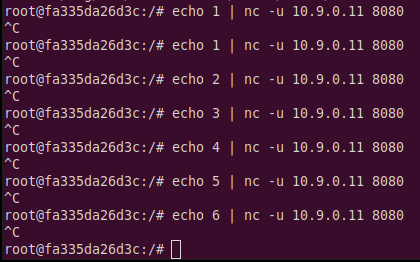 root@fa335da26d3c:/# echo 1 | nc -u 10.9.0.11 8080
^C
root@fa335da26d3c:/# echo 1 | nc -u 10.9.0.11 8080
^C
root@fa335da26d3c:/# echo 2 | nc -u 10.9.0.11 8080
^C
root@fa335da26d3c:/# echo 3 | nc -u 10.9.0.11 8080
^C
root@fa335da26d3c:/# echo 4 | nc -u 10.9.0.11 8080
^C
root@fa335da26d3c:/# echo 5 | nc -u 10.9.0.11 8080
^C
root@fa335da26d3c:/# echo 6 | nc -u 10.9.0.11 8080
^C
root@fa335da26d3c:/#